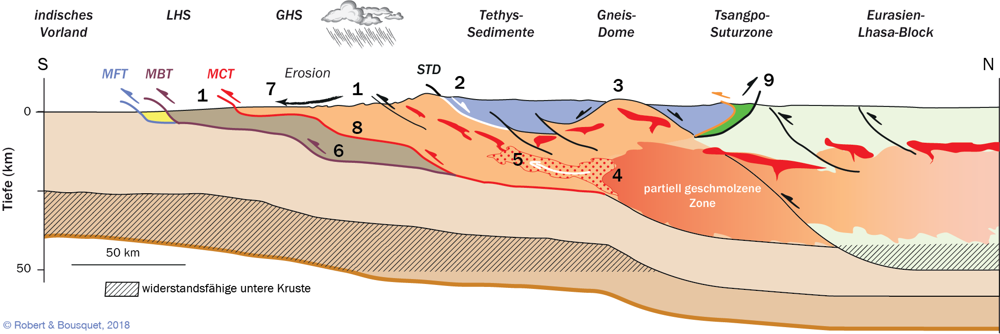 indisches
Vorland
LHS
GHS
Tethys-
Sedimente
Gneis-
Dome
Tsangpo-
Suturzone
Eurasien-
Lhasa-Block
S
N
MFT
MBT
MCT
Erosion
STD
1
7
1
2
3
9
0
8
6
5
4
partiell geschmolzene
Zone
Tiefe (km)
50 km
50
widerstandsfähige untere Kruste
© Robert & Bousquet, 2018